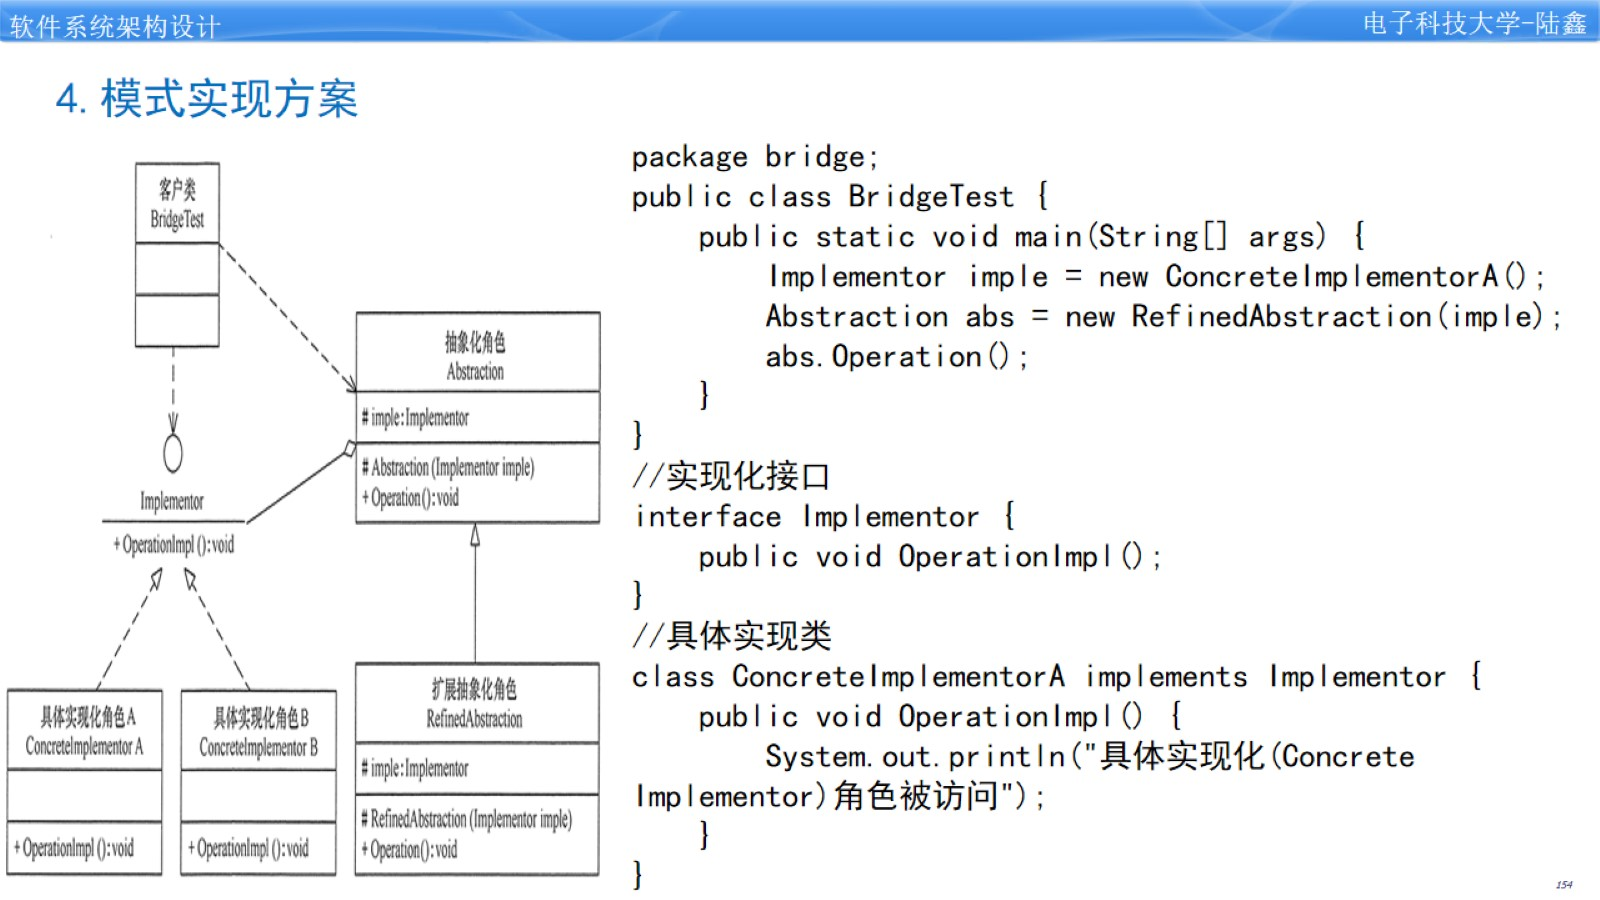 软件系统架构设计
电子科技大学-陆鑫
4. 模式实现方案
客户类
BridgeTest
抽象化角色
Abstraction
# imple:Implementor
# Abstraction (Implementor imple)
+ Operation():void
Implementor
+ OperationImpl ():void
具体实现化角色A
ConcreteImplementor A
+ OperationImpl ():void
具体实现化角色B
ConcreteImplementor B
+ OperationImpl ():void
扩展抽象化角色
RefinedAbstraction
# imple:Implementor
# RefinedAbstraction (Implementor imple)
+ Operation():void
package bridge;
public class BridgeTest {
public static void main(String[] args) {
Implementor imple = new ConcreteImplementorA();
Abstraction abs = new RefinedAbstraction(imple);
abs.Operation();
}
}
//实现化接口
interface Implementor {
public void OperationImpl();
}
//具体实现类
class ConcreteImplementorA implements Implementor {
public void OperationImpl() {
System.out.println("具体实现化(Concrete
Implementor)角色被访问");
}
}
154